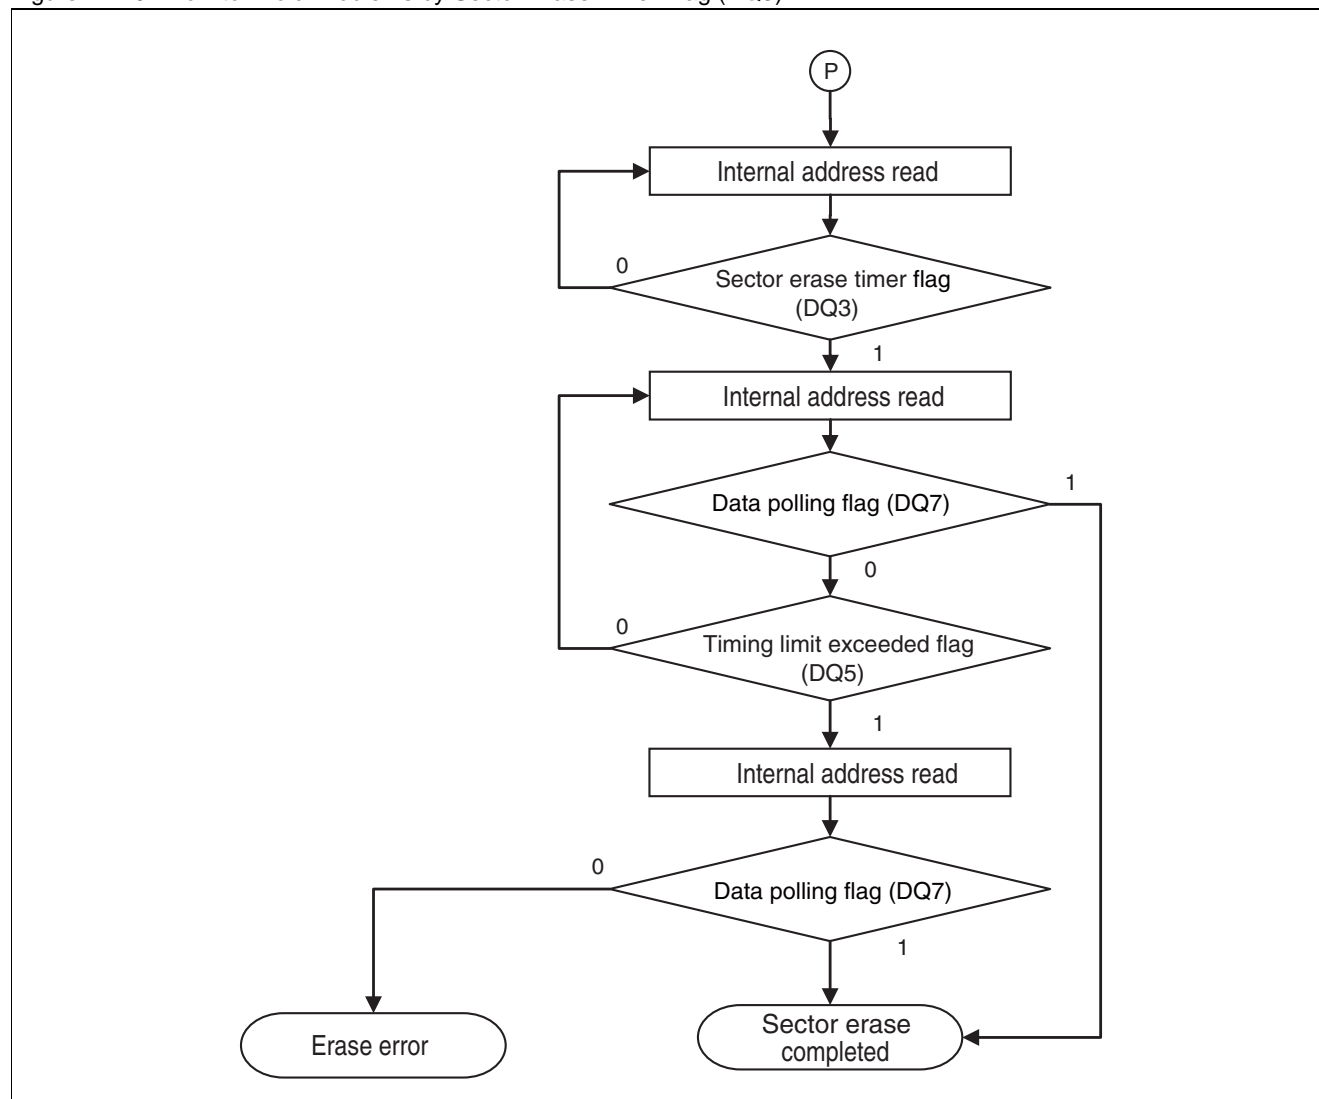 P
Internal address read
0
Sector erase timer flag
(DQ3)
1
Internal address read
1
Data polling flag (DQ7)
0
0
Timing limit exceeded flag
(DQ5)
1
Internal address read
0
Data polling flag (DQ7)
1
Sector erase
completed
Erase error